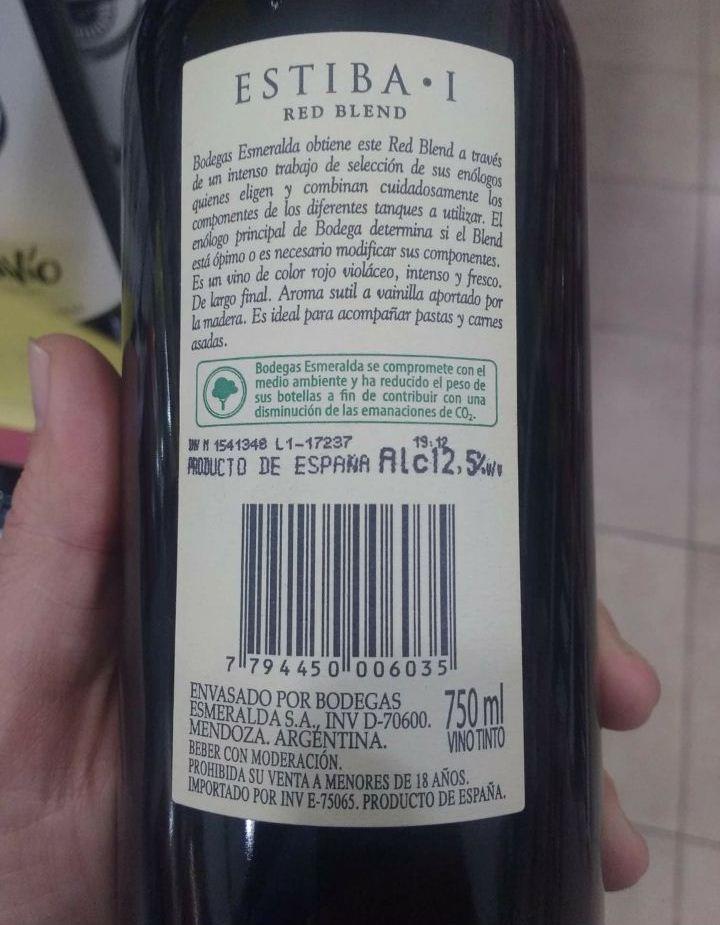 ESTIBA•I
RED BLEND
Bodegas Esmeralda obtiene este Red Blend a través
de un intenso trabajo de selección de sus enólogos
quienes eligen y combinan cuidadosamente los
componentes de los diferentes tanques a utilizar. El
enólogo principal de Bodega determina si el Blend
está ópimo o es necesario modificar sus componentes.
Es un vino de color rojo violáceo, intenso y fresco.
De largo final. Aroma sutil a vainilla aportado por
la madera. Es ideal para acompañar pastas y carnes
asadas.
Bodegas Esmeralda se compromete con el
medio ambiente y ha reducido el peso de
sus botellas a fin de contribuir con una
disminución de las emanaciones de CO₂.
1541348 L1-17237 19:12
PRODUCTO DE ESPAÑA Alc12,5%v/v
7 794450 006035
ENVASADO POR BODEGAS
ESMERALDA S.A., INV D-70600.
MENDOZA. ARGENTINA.
750 ml
VINO TINTO
BEBER CON MODERACIÓN.
PROHIBIDA SU VENTA A MENORES DE 18 AÑOS.
IMPORTADO POR INV E-75065. PRODUCTO DE ESPAÑA.